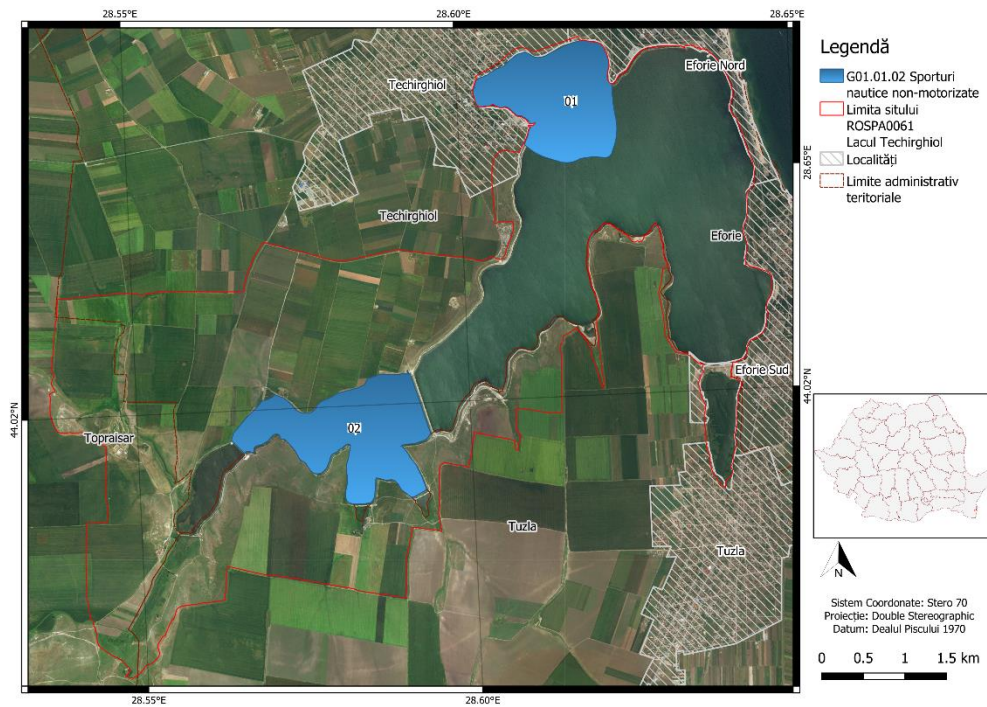 28.55°E
28.60°E
28.65°E
Techirghiol
Q1
Eforie Nord
28.65°N
Techirghiol
Eforie
Eforie Sud
44.02°N
44.02°N
Topraisar
Q2
Tuzla
Tuzla
28.55°E
28.60°E
Legendă
G01.01.02 Sporturi
nautice non-motorizate
Limita sitului
ROSPA0061
Lacul Techirghiol
Localități
Limite administrativ
teritoriale
N
Sistem Coordonate: Stero 70
Proiecție: Double Stereographic
Datum: Dealul Piscului 1970
0 0.5 1 1.5 km